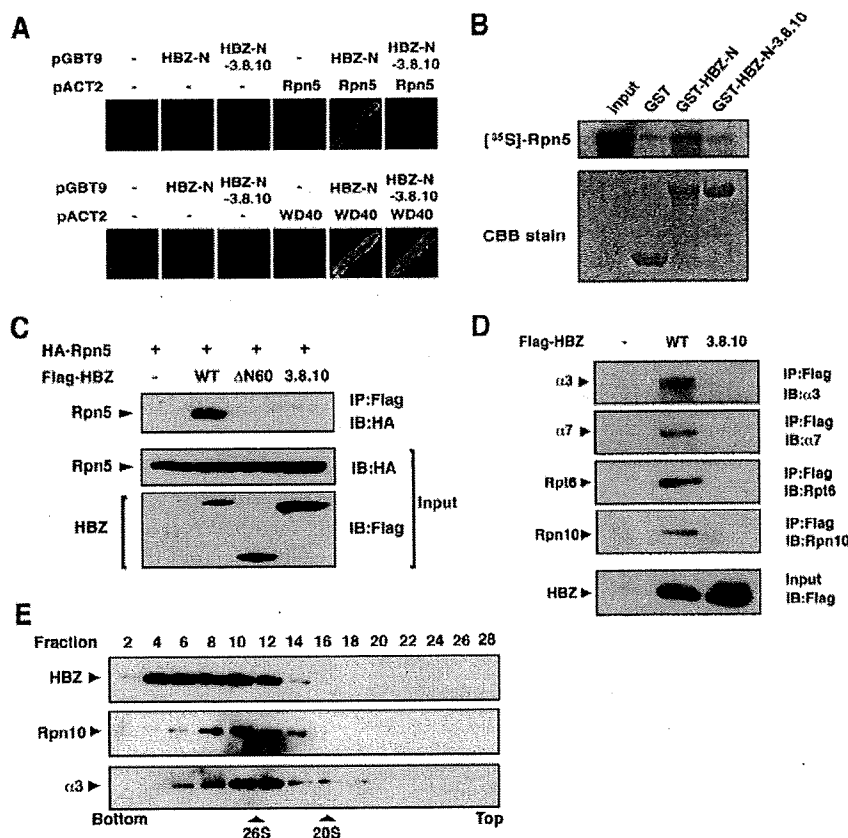 A
pGBT9 - HBZ-N HBZ-N -3.8.10 - HBZ-N HBZ-N -3.8.10
pACT2 - - - Rpn5 Rpn5 Rpn5
pGBT9 - HBZ-N HBZ-N -3.8.10 - HBZ-N HBZ-N -3.8.10
pACT2 - - - WD40 WD40 WD40
B
Input GST GST-HBZ-N GST-HBZ-N-3.8.10
[³⁵S]-Rpn5
CBB stain
C
HA-Rpn5 + + + +
Flag-HBZ - WT ΔN60 3.8.10
Rpn5 IP:Flag
IB:HA
Rpn5 IB:HA
Input
HBZ IB:Flag
D
Flag-HBZ - WT 3.8.10
α3 IP:Flag
IB:α3
α7 IP:Flag
IB:α7
Rpt6 IP:Flag
IB:Rpt6
Rpn10 IP:Flag
IB:Rpn10
HBZ Input
IB:Flag
E
Fraction 2 4 6 8 10 12 14 16 18 20 22 24 26 28
HBZ
Rpn10
α3
Bottom 26S 20S Top